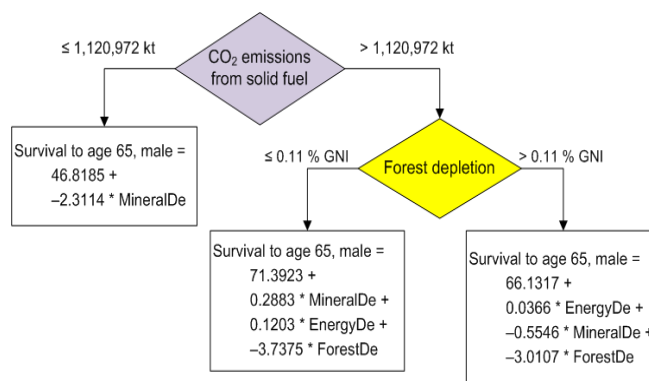 ≤ 1,120,972 kt
CO₂ emissions
from solid fuel
> 1,120,972 kt
Survival to age 65, male =
46.8185 +
–2.3114 * MineralDe
≤ 0.11 % GNI
Forest depletion
> 0.11 % GNI
Survival to age 65, male =
71.3923 +
0.2883 * MineralDe +
0.1203 * EnergyDe +
–3.7375 * ForestDe
Survival to age 65, male =
66.1317 +
0.0366 * EnergyDe +
–0.5546 * MineralDe +
–3.0107 * ForestDe